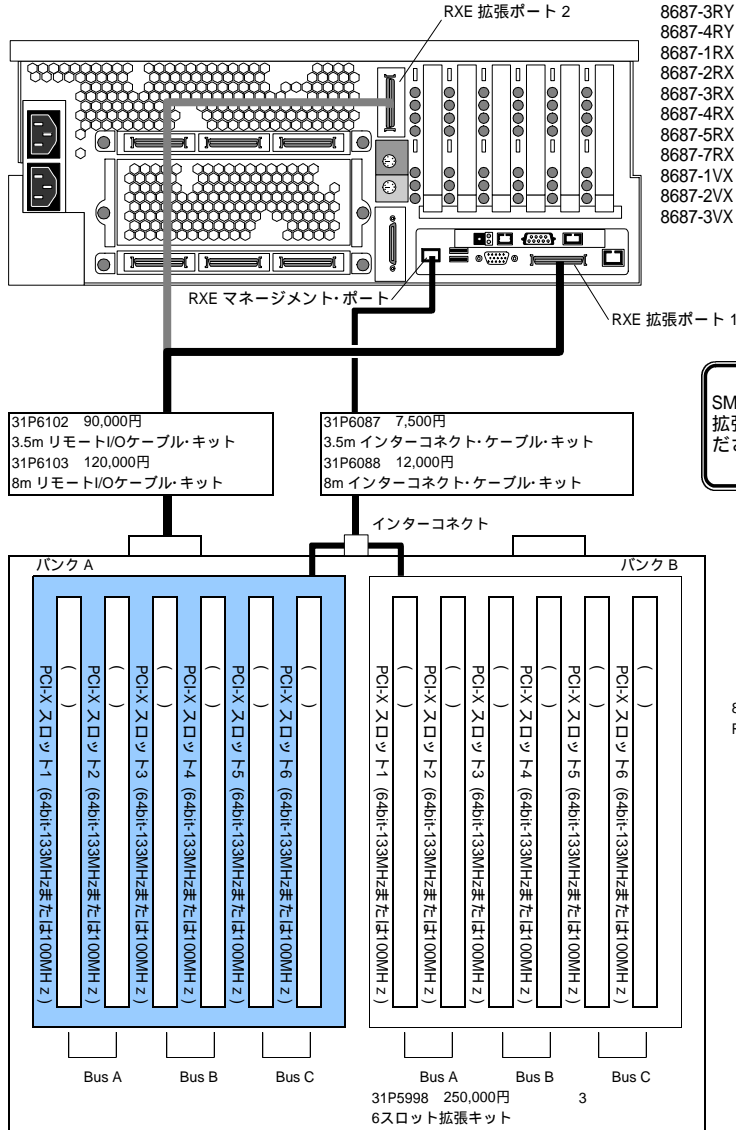 RXE 拡張ポート 2
8687-3RY
8687-4RY
8687-1RX
8687-2RX
8687-3RX
8687-4RX
8687-5RX
8687-7RX
8687-1VX
8687-2VX
8687-3VX
RXE マネージメント・ポート
RXE 拡張ポート 1
31P6102 90,000円
3.5m リモートI/Oケーブル・キット
31P6103 120,000円
8m リモートI/Oケーブル・キット
31P6087 7,500円
3.5m インターコネクト・ケーブル・キット
31P6088 12,000円
8m インターコネクト・ケーブル・キット
SM
拡張
ださ
インターコネクト
バンク A
バンク B
PCI-X スロット1 (64bit-133MHzまたは100MHz)
( )
PCI-X スロット2 (64bit-133MHzまたは100MHz)
( )
PCI-X スロット3 (64bit-133MHzまたは100MHz)
( )
PCI-X スロット4 (64bit-133MHzまたは100MHz)
( )
PCI-X スロット5 (64bit-133MHzまたは100MHz)
( )
PCI-X スロット6 (64bit-133MHzまたは100MHz)
( )
PCI-X スロット1 (64bit-133MHzまたは100MHz)
( )
PCI-X スロット2 (64bit-133MHzまたは100MHz)
( )
PCI-X スロット3 (64bit-133MHzまたは100MHz)
( )
PCI-X スロット4 (64bit-133MHzまたは100MHz)
( )
PCI-X スロット5 (64bit-133MHzまたは100MHz)
( )
PCI-X スロット6 (64bit-133MHzまたは100MHz)
( )
Bus A
Bus B
Bus C
Bus A
Bus B
Bus C
31P5998 250,000円 3
6スロット拡張キット